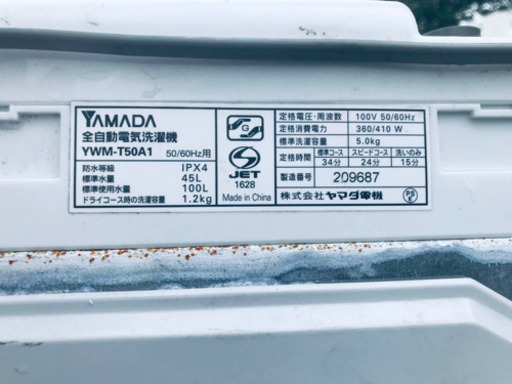 YAMADA
全自動電気洗濯機
YWM-T50A1 50/60Hz用
防水等級 IPX4
標準水量 45L
標準使用水量 100L
ドライコース時の洗濯容量 1.2kg
G
S
JET
1628
Made in China
定格電圧・周波数 100V 50/60Hz
定格消費電力 360/410 W
標準洗濯容量 5.0kg
定格時間 標準コース スピードコース 洗いのみ
34分 24分 15分
製造番号 209687
株式会社ヤマダ電機
PS
E